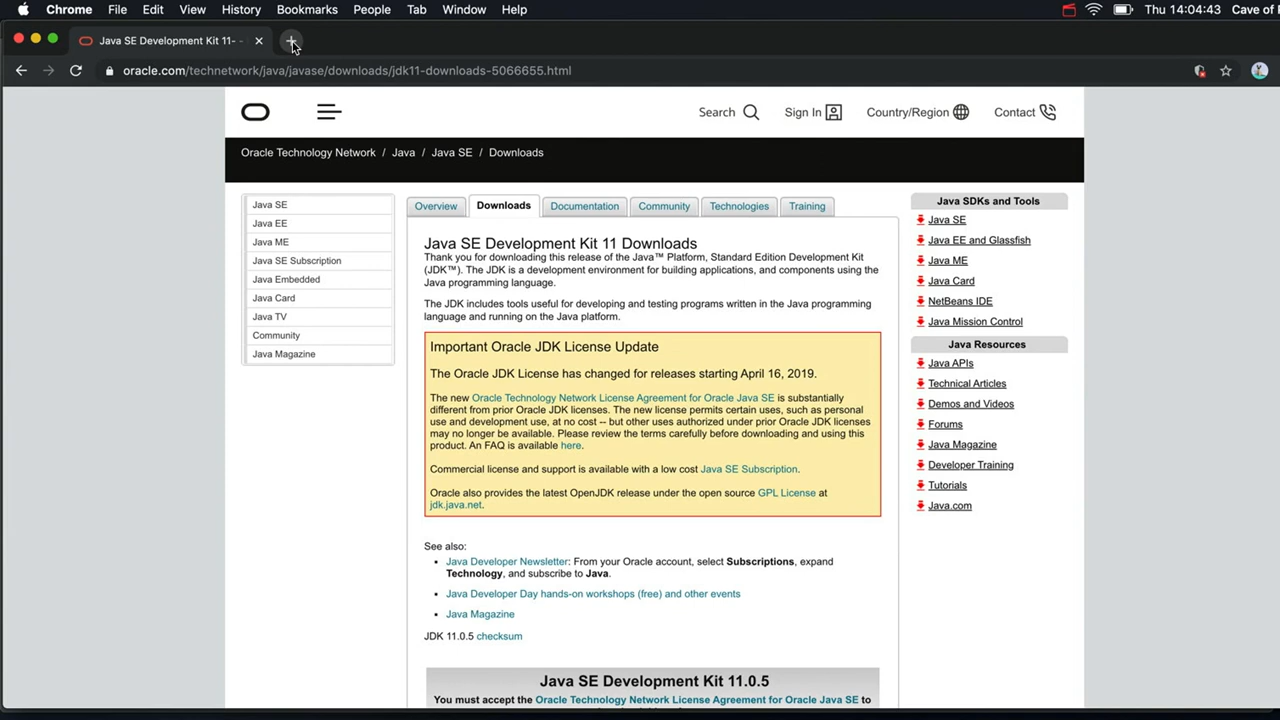 Chrome File Edit View History Bookmarks People Tab Window Help Thu 14:04:43 Cave of
Java SE Development Kit 11-
oracle.com/technetwork/java/javase/downloads/jdk11-downloads-5066655.html
Search Sign In Country/Region Contact
Oracle Technology Network / Java / Java SE / Downloads
Java SE
Java EE
Java ME
Java SE Subscription
Java Embedded
Java Card
Java TV
Community
Java Magazine
Overview Downloads Documentation Community Technologies Training
Java SE Development Kit 11 Downloads
Thank you for downloading this release of the Java™ Platform, Standard Edition Development Kit
(JDK™). The JDK is a development environment for building applications, and components using the
Java programming language.
The JDK includes tools useful for developing and testing programs written in the Java programming
language and running on the Java platform.
Important Oracle JDK License Update
The Oracle JDK License has changed for releases starting April 16, 2019.
The new Oracle Technology Network License Agreement for Oracle Java SE is substantially
different from prior Oracle JDK licenses. The new license permits certain uses, such as personal
use and development use, at no cost -- but other uses authorized under prior Oracle JDK licenses
may no longer be available. Please review the terms carefully before downloading and using this
product. An FAQ is available here.
Commercial license and support is available with a low cost Java SE Subscription.
Oracle also provides the latest OpenJDK release under the open source GPL License at
jdk.java.net.
See also:
Java Developer Newsletter: From your Oracle account, select Subscriptions, expand
Technology, and subscribe to Java.
Java Developer Day hands-on workshops (free) and other events
Java Magazine
JDK 11.0.5 checksum
Java SE Development Kit 11.0.5
You must accept the Oracle Technology Network License Agreement for Oracle Java SE to
Java SDKs and Tools
Java SE
Java EE and Glassfish
Java ME
Java Card
NetBeans IDE
Java Mission Control
Java Resources
Java APIs
Technical Articles
Demos and Videos
Forums
Java Magazine
Developer Training
Tutorials
Java.com